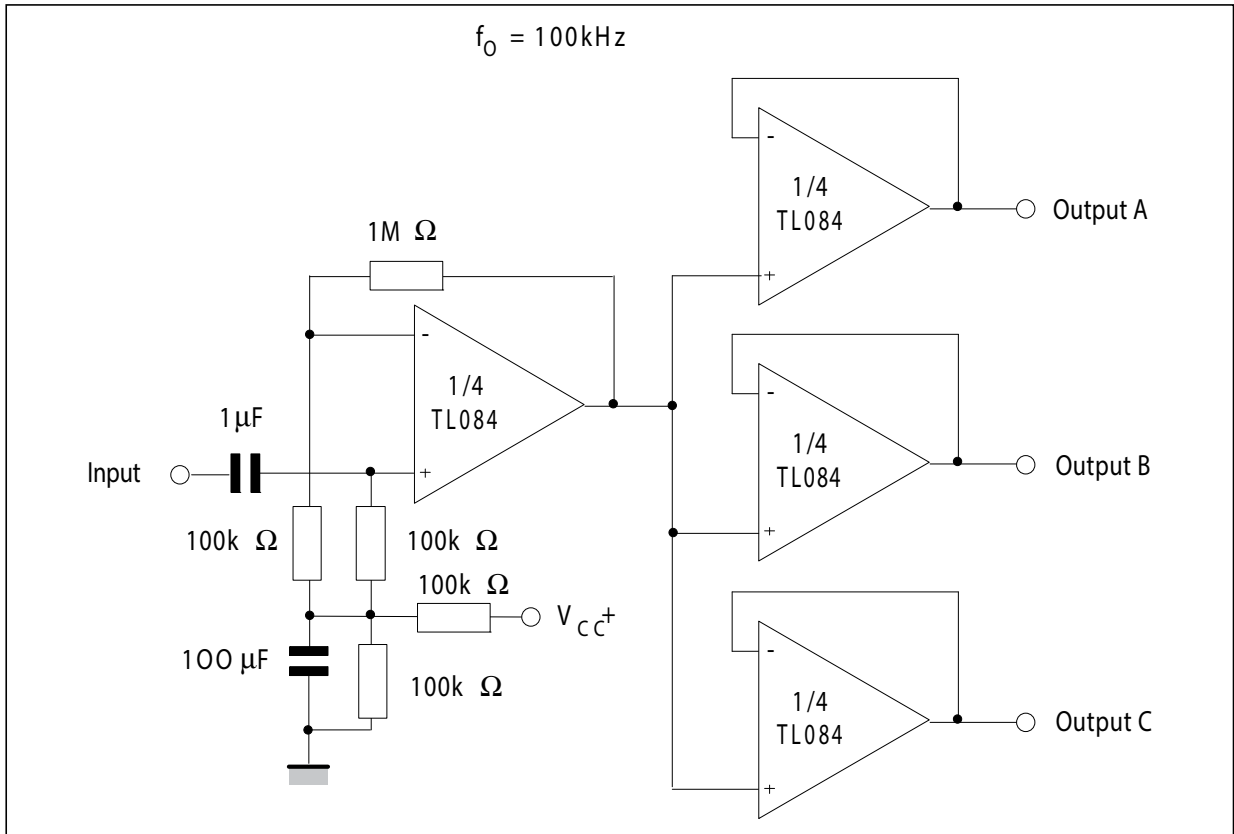 fO = 100kHz
-
1/4
TL084
+
Output A
1M Ω
-
1/4
TL084
+
1µF
Input
-
1/4
TL084
+
Output B
100k Ω
100k Ω
100k Ω
VCC+
100 µF
100k Ω
-
1/4
TL084
+
Output C